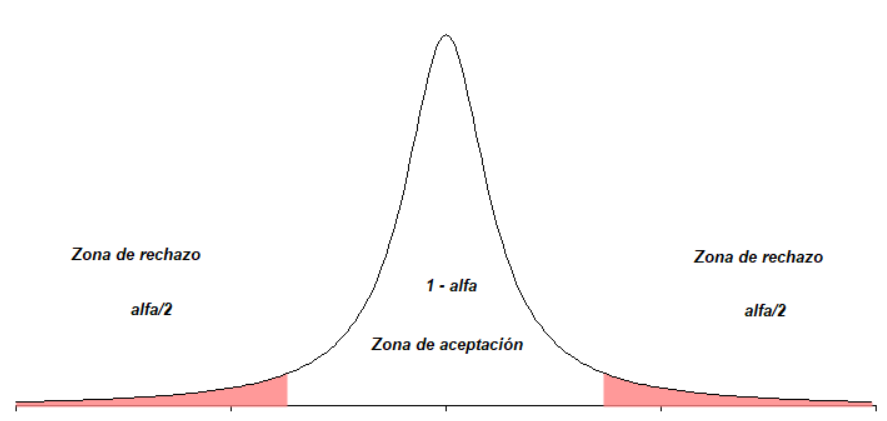 Zona de rechazo
alfa/2
1 - alfa
Zona de aceptación
Zona de rechazo
alfa/2